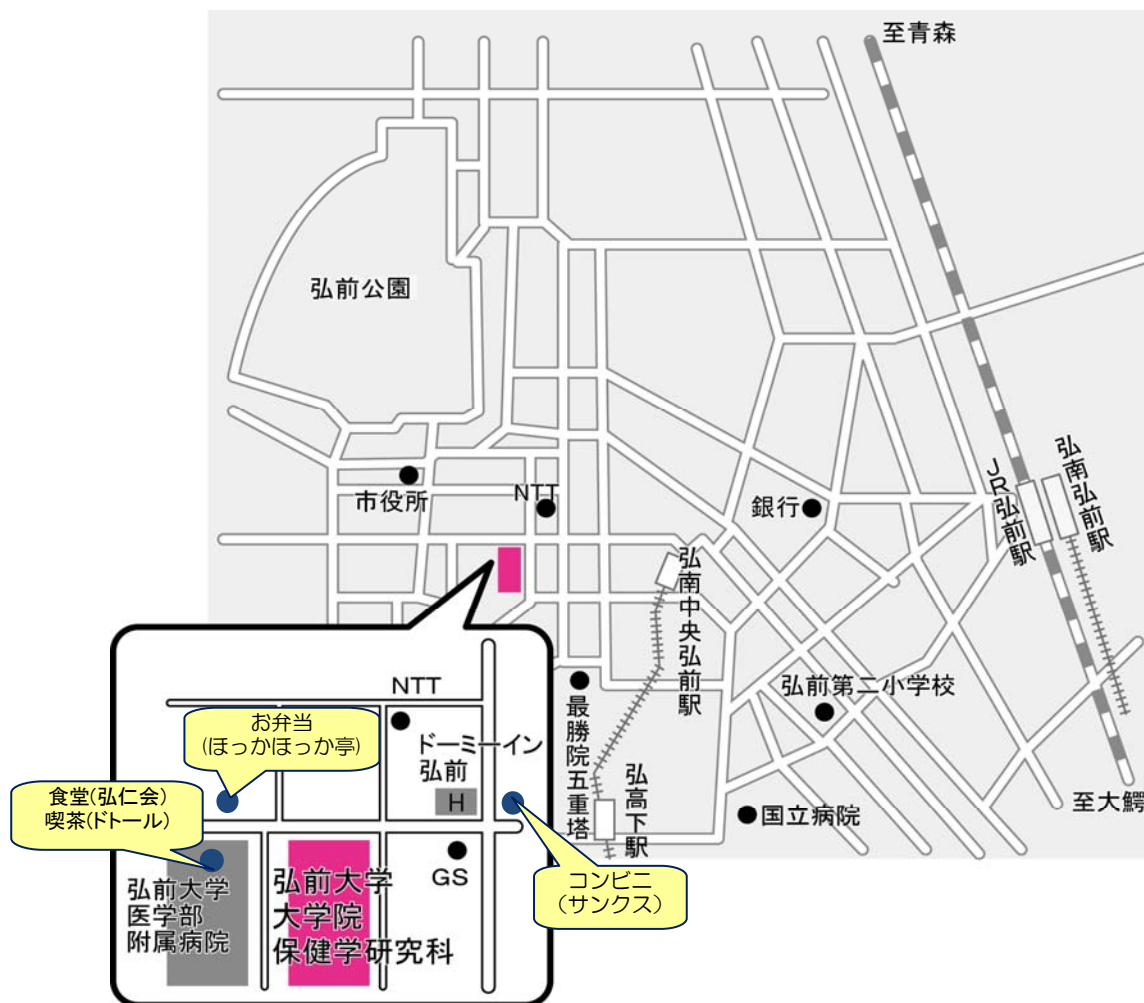 至青森
弘前公園
弘南弘前駅
JR弘前駅
市役所
NTT
銀行
弘南中央弘前駅
弘前第二小学校
最勝院五重塔
弘高下駅
国立病院
至大鰐
NTT
お弁当
(ほっかほっか亭)
ドーミーイン
弘前
H
食堂(弘仁会)
喫茶(ドトール)
GS
コンビニ
(サンクス)
弘前大学
医学部
附属病院
弘前大学
大学院
保健学研究科